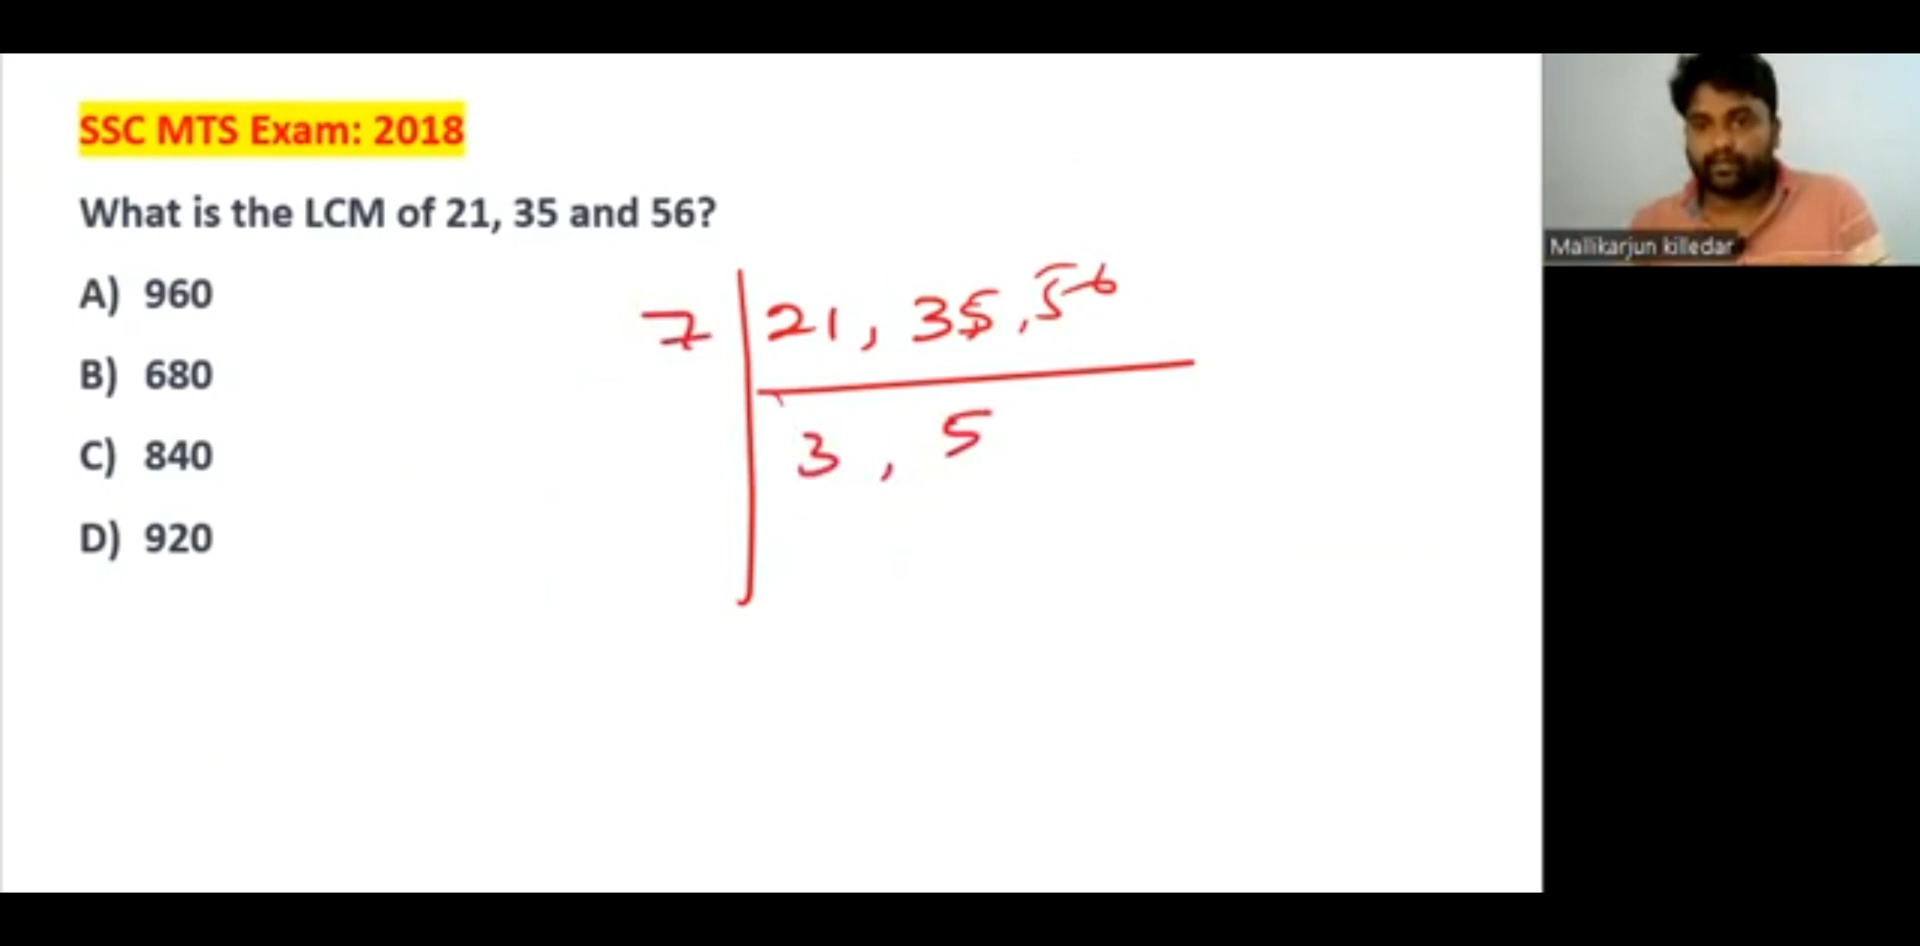 SSC MTS Exam: 2018
What is the LCM of 21, 35 and 56?
A) 960
B) 680
C) 840
D) 920
7 21, 35, 56
3, 5
Mallikarjun killedar